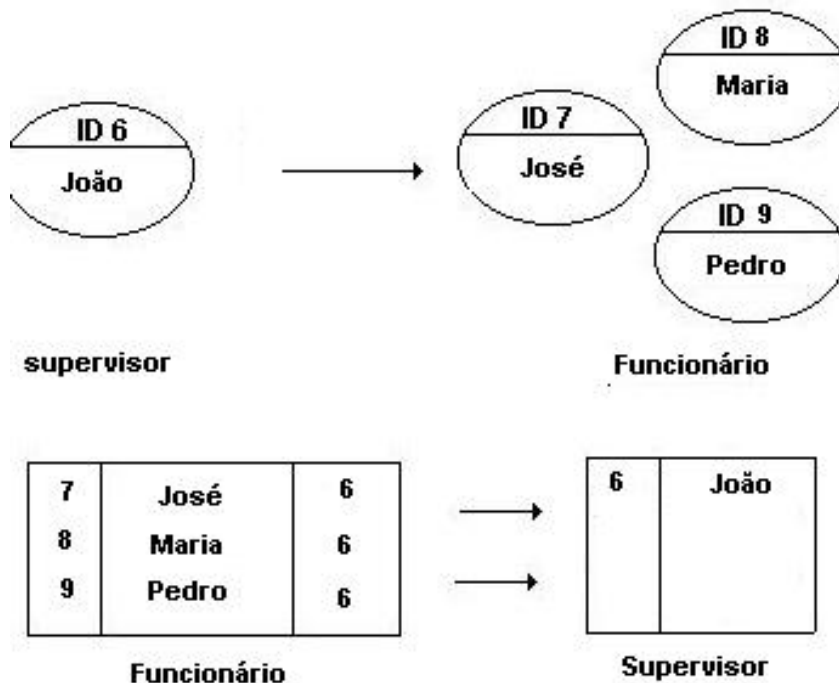 ID 8
Maria
ID 6
João
ID 7
José
ID 9
Pedro
supervisor
Funcionário
7 José 6
8 Maria 6
9 Pedro 6
6 João
Funcionário
Supervisor